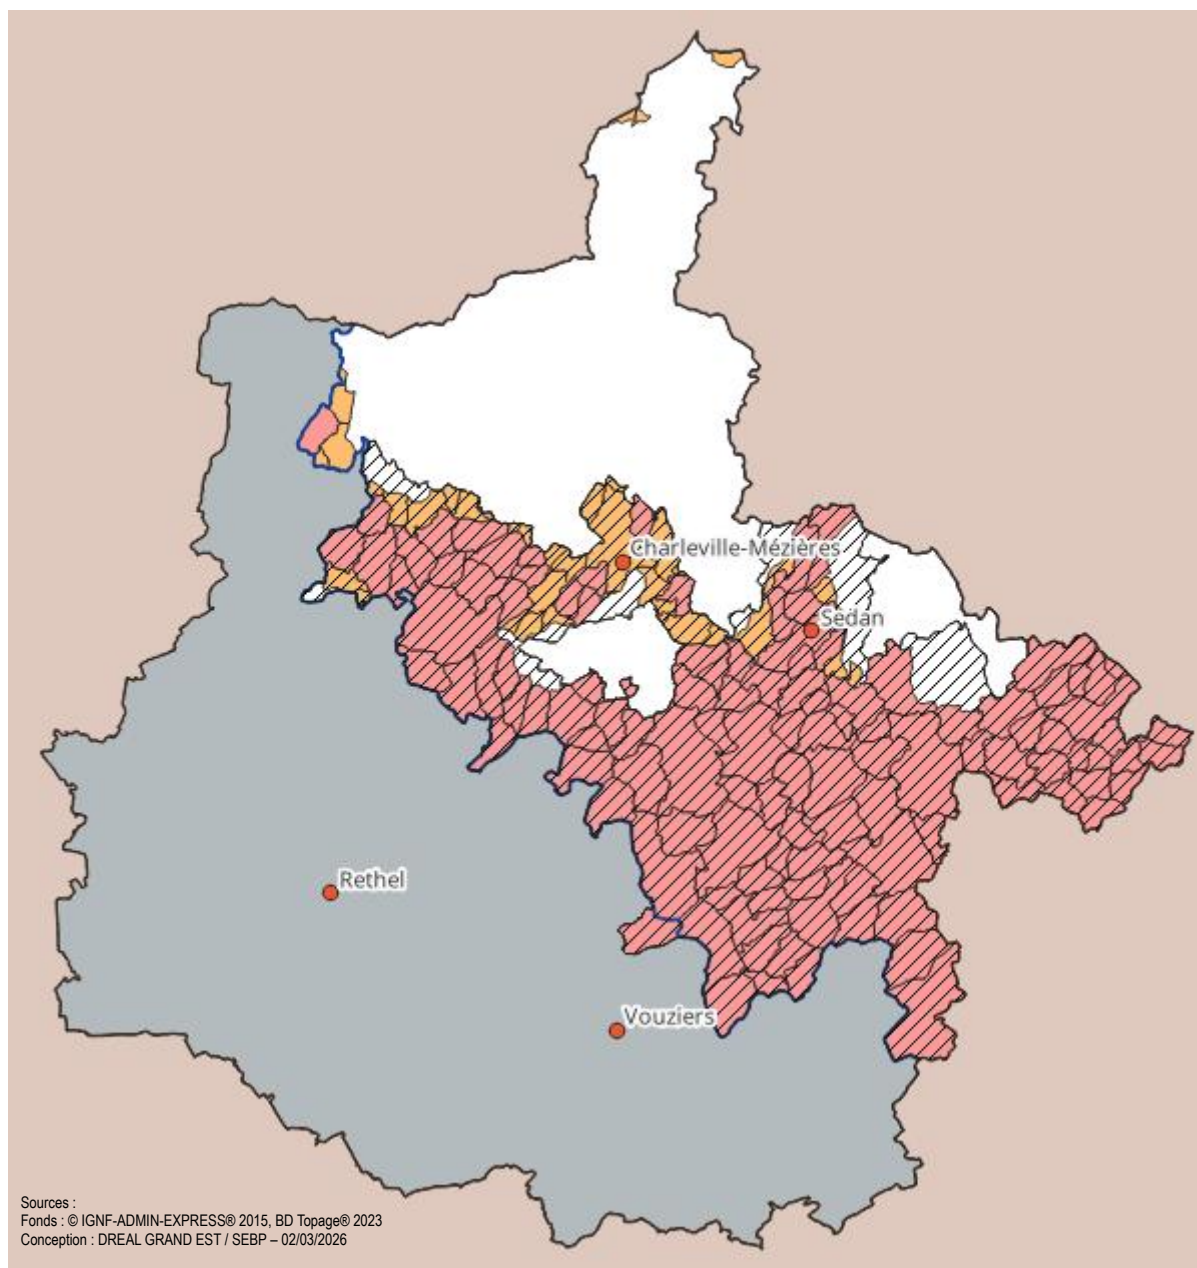 Charleville-Mézières
Sedan
Rethel
Vouziers
Sources :
Fonds : © IGNF-ADMIN-EXPRESS® 2015, BD Topage® 2023
Conception : DREAL GRAND EST / SEBP – 02/03/2026